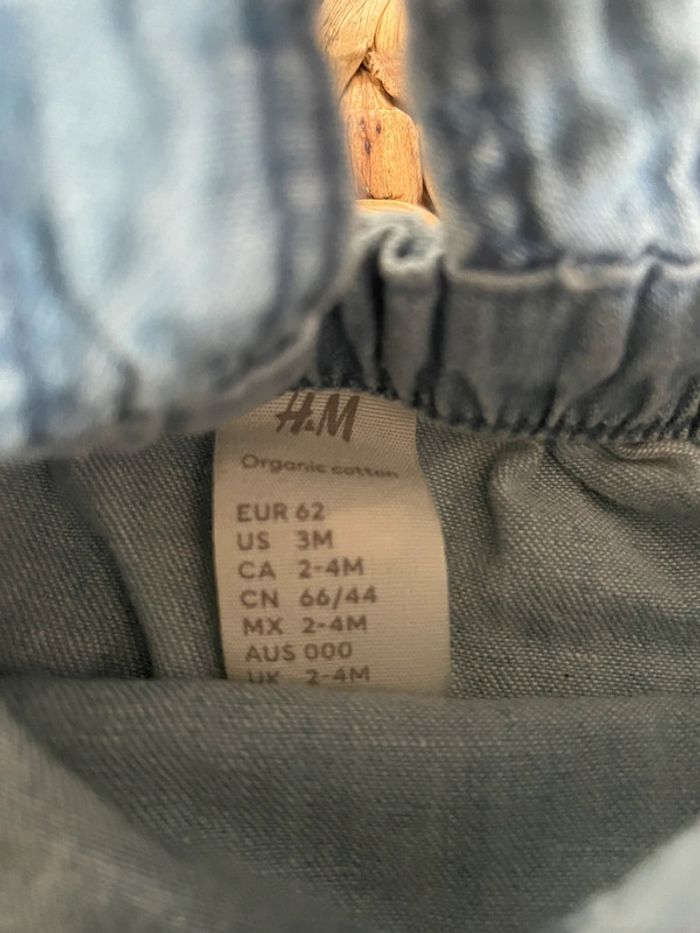 H&M
Organic cotton
EUR 62
US 3M
CA 2-4M
CN 66/44
MX 2-4M
AUS 000
UK 2-4M